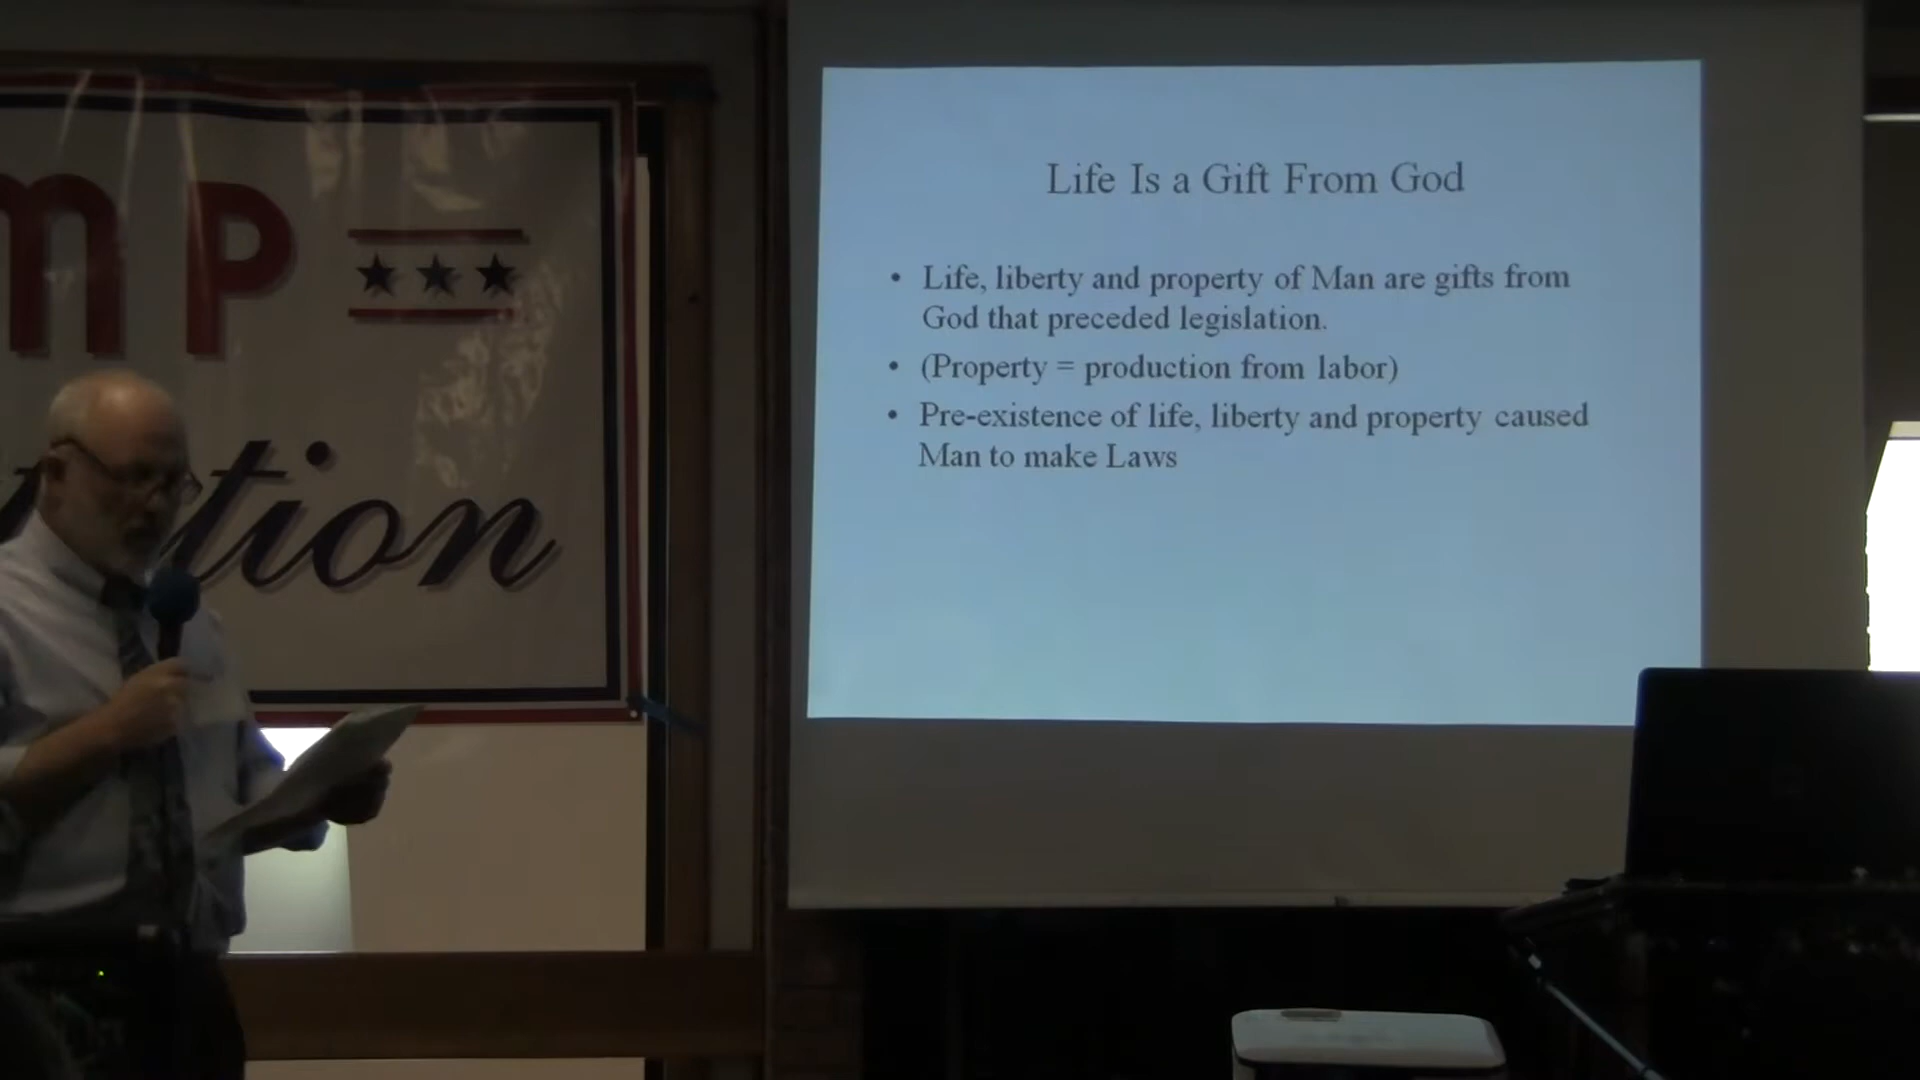 mP
tion
Life Is a Gift From God
• Life, liberty and property of Man are gifts from
God that preceded legislation.
• (Property = production from labor)
• Pre-existence of life, liberty and property caused
Man to make Laws